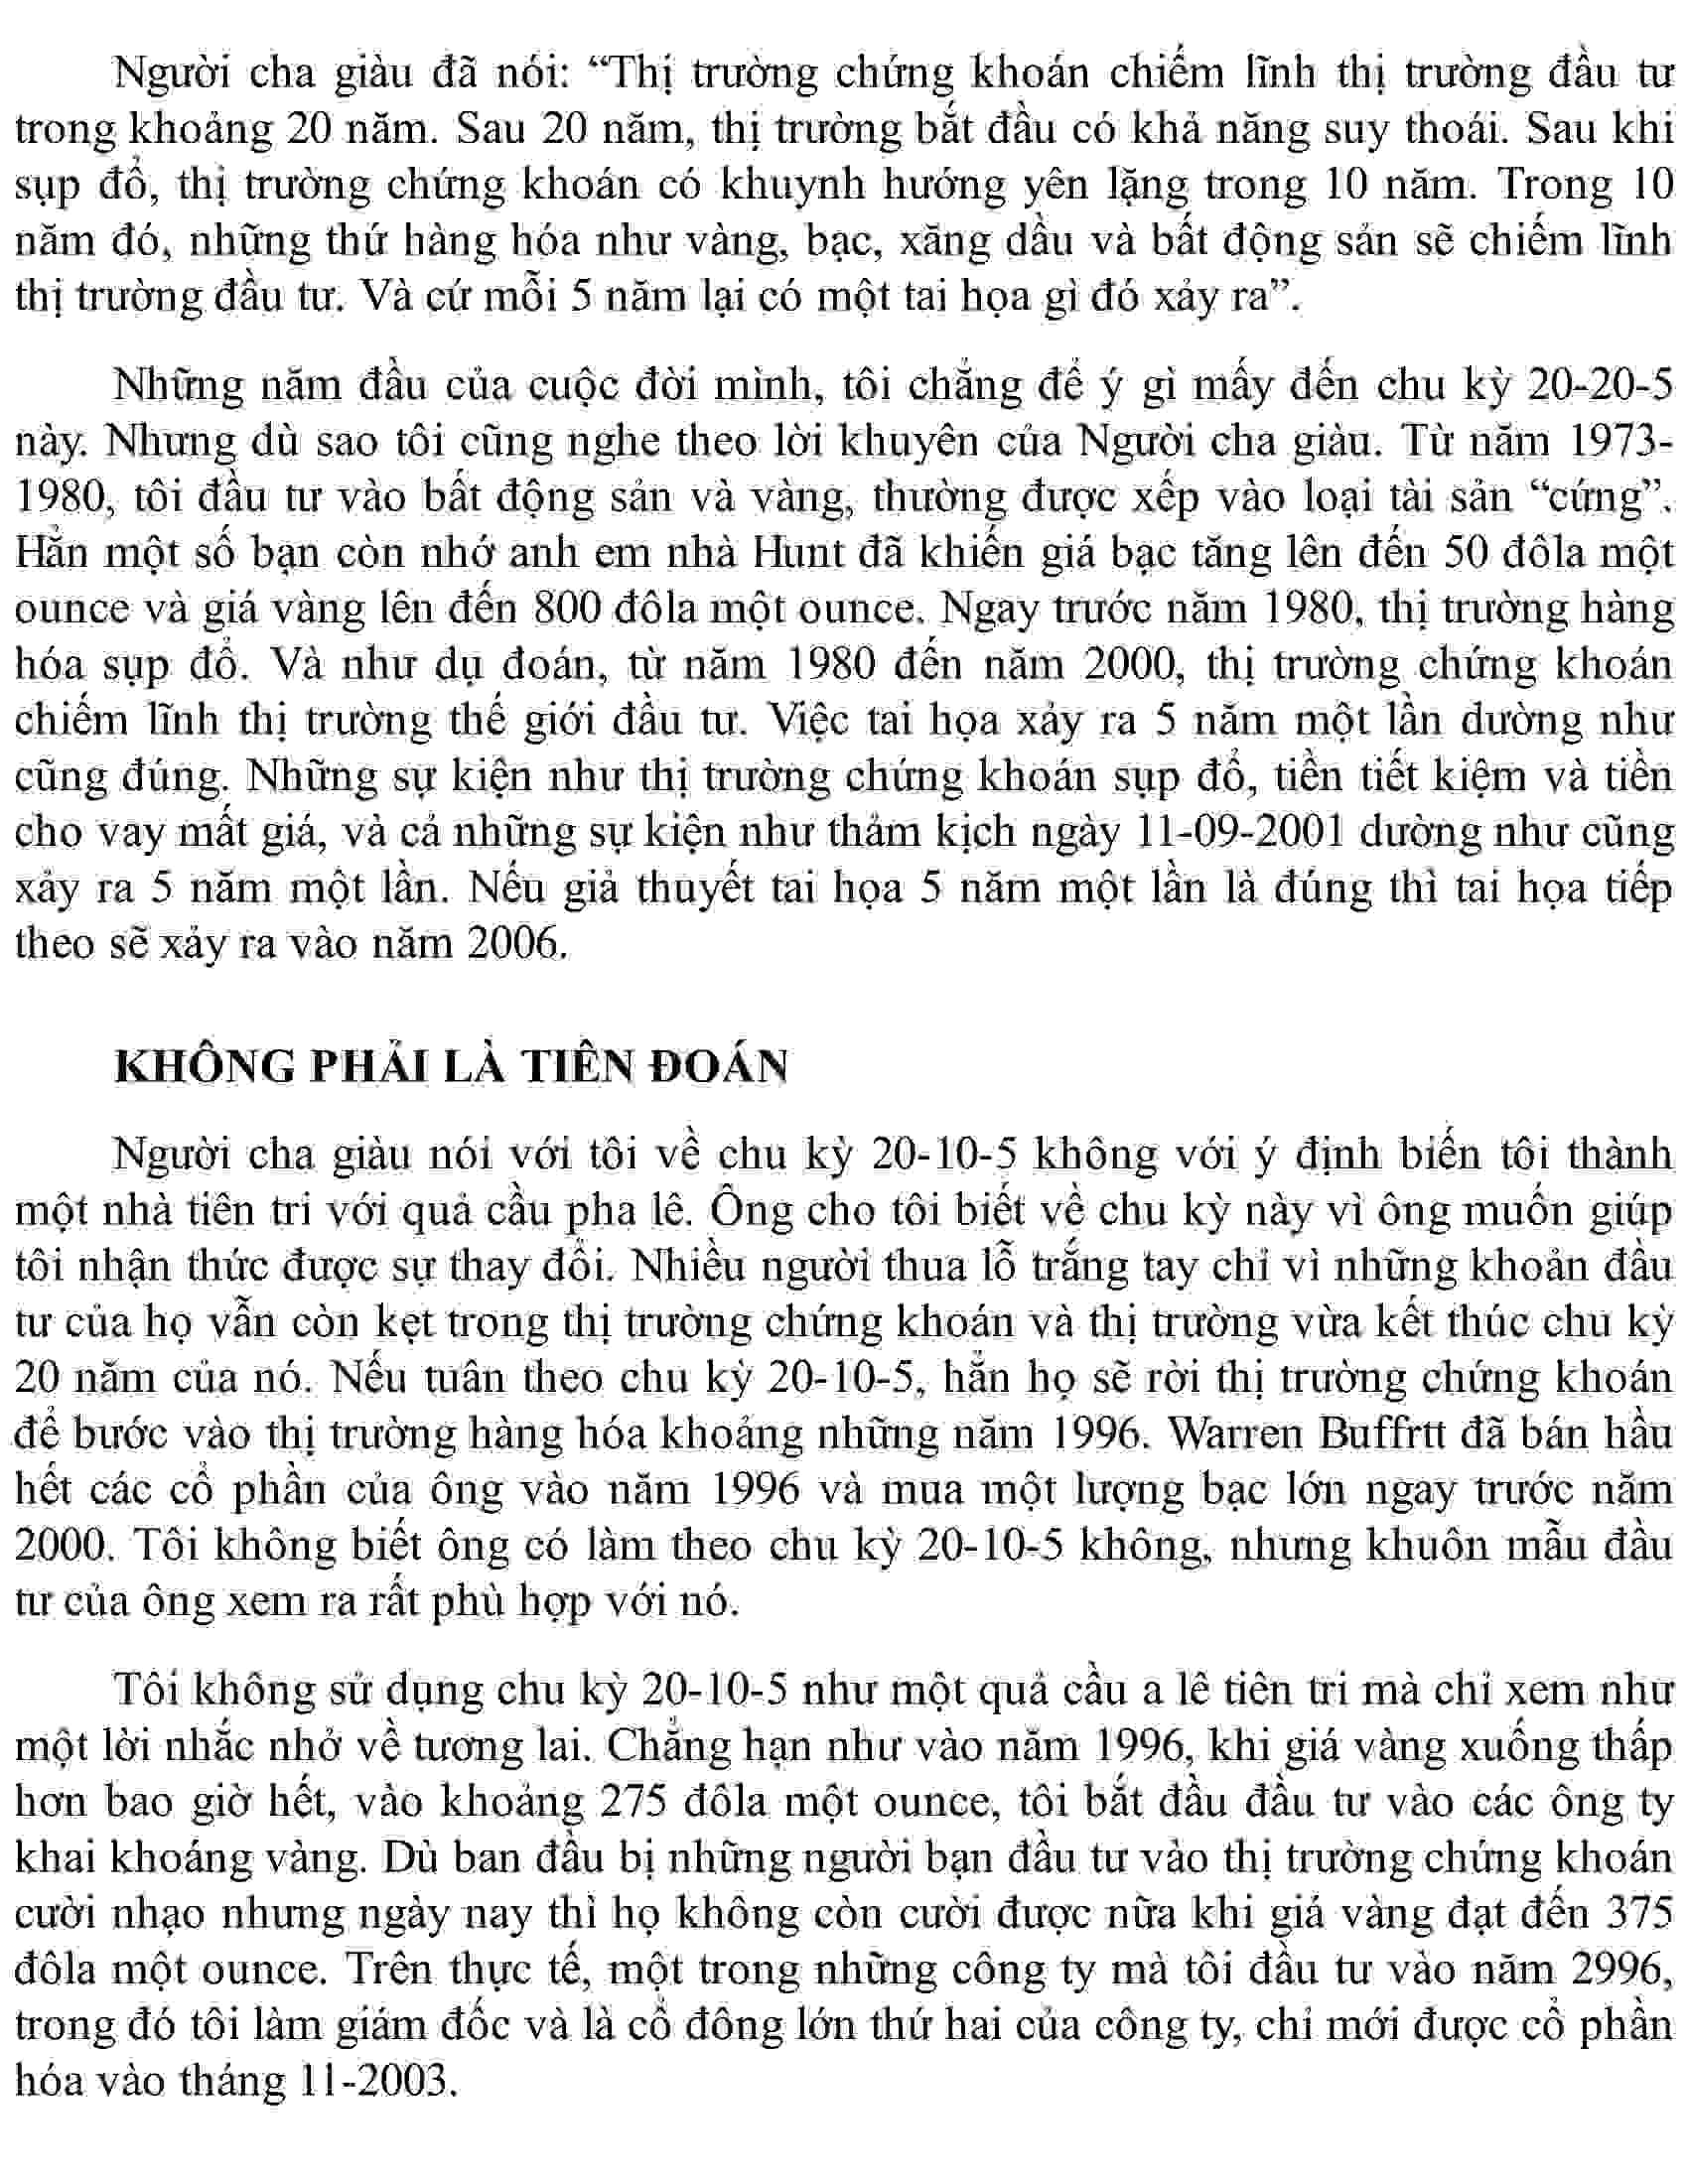 Người cha giàu đã nói: “Thị trường chứng khoán chiếm lĩnh thị trường đầu tư
trong khoảng 20 năm. Sau 20 năm, thị trường bắt đầu có khả năng suy thoái. Sau khi
sụp đổ, thị trường chứng khoán có khuynh hướng yên lặng trong 10 năm. Trong 10
năm đó, những thứ hàng hóa như vàng, bạc, xăng dầu và bất động sản sẽ chiếm lĩnh
thị trường đầu tư. Và cứ mỗi 5 năm lại có một tai họa gì đó xảy ra”.
Những năm đầu của cuộc đời mình, tôi chẳng để ý gì mấy đến chu kỳ 20-20-5
này. Nhưng dù sao tôi cũng nghe theo lời khuyên của Người cha giàu. Từ năm 1973-
1980, tôi đầu tư vào bất động sản và vàng, thường được xếp vào loại tài sản “cứng”.
Hẳn một số bạn còn nhớ anh em nhà Hunt đã khiến giá bạc tăng lên đến 50 đôla một
ounce và giá vàng lên đến 800 đôla một ounce. Ngay trước năm 1980, thị trường hàng
hóa sụp đổ. Và như dụ đoán, từ năm 1980 đến năm 2000, thị trường chứng khoán
chiếm lĩnh thị trường thế giới đầu tư. Việc tai họa xảy ra 5 năm một lần dường như
cũng đúng. Những sự kiện như thị trường chứng khoán sụp đổ, tiền tiết kiệm và tiền
cho vay mất giá, và cả những sự kiện như thảm kịch ngày 11-09-2001 dường như cũng
xảy ra 5 năm một lần. Nếu giả thuyết tai họa 5 năm một lần là đúng thì tai họa tiếp
theo sẽ xảy ra vào năm 2006.
KHÔNG PHẢI LÀ TIÊN ĐOÁN
Người cha giàu nói với tôi về chu kỳ 20-10-5 không với ý định biến tôi thành
một nhà tiên tri với quả cầu pha lê. Ông cho tôi biết về chu kỳ này vì ông muốn giúp
tôi nhận thức được sự thay đổi. Nhiều người thua lỗ trắng tay chỉ vì những khoản đầu
tư của họ vẫn còn kẹt trong thị trường chứng khoán và thị trường vừa kết thúc chu kỳ
20 năm của nó. Nếu tuân theo chu kỳ 20-10-5, hẳn họ sẽ rời thị trường chứng khoán
để bước vào thị trường hàng hóa khoảng những năm 1996. Warren Buffrtt đã bán hầu
hết các cổ phần của ông vào năm 1996 và mua một lượng bạc lớn ngay trước năm
2000. Tôi không biết ông có làm theo chu kỳ 20-10-5 không, nhưng khuôn mẫu đầu
tư của ông xem ra rất phù hợp với nó.
Tôi không sử dụng chu kỳ 20-10-5 như một quả cầu a lê tiên tri mà chỉ xem như
một lời nhắc nhở về tương lai. Chẳng hạn như vào năm 1996, khi giá vàng xuống thấp
hơn bao giờ hết, vào khoảng 275 đôla một ounce, tôi bắt đầu đầu tư vào các ông ty
khai khoáng vàng. Dù ban đầu bị những người bạn đầu tư vào thị trường chứng khoán
cười nhạo nhưng ngày nay thì họ không còn cười được nữa khi giá vàng đạt đến 375
đôla một ounce. Trên thực tế, một trong những công ty mà tôi đầu tư vào năm 2996,
trong đó tôi làm giám đốc và là cổ đông lớn thứ hai của công ty, chỉ mới được cổ phần
hóa vào tháng 11-2003.